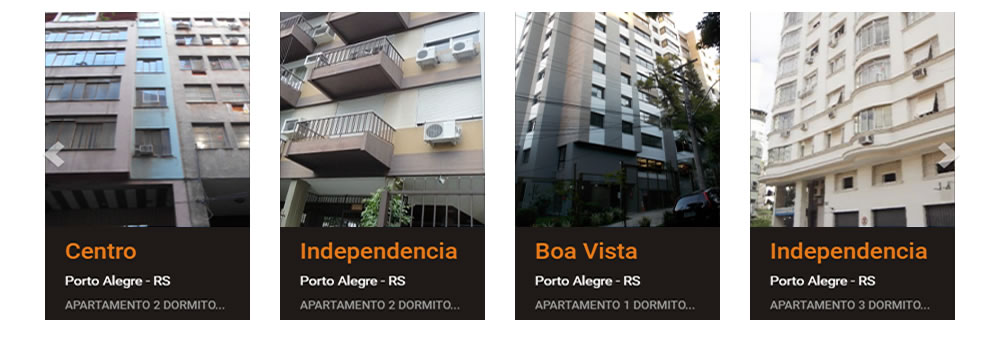 Centro
Porto Alegre - RS
APARTAMENTO 2 DORMITO...
Independencia
Porto Alegre - RS
APARTAMENTO 2 DORMITO...
Boa Vista
Porto Alegre - RS
APARTAMENTO 1 DORMITO...
Independencia
Porto Alegre - RS
APARTAMENTO 3 DORMITO...